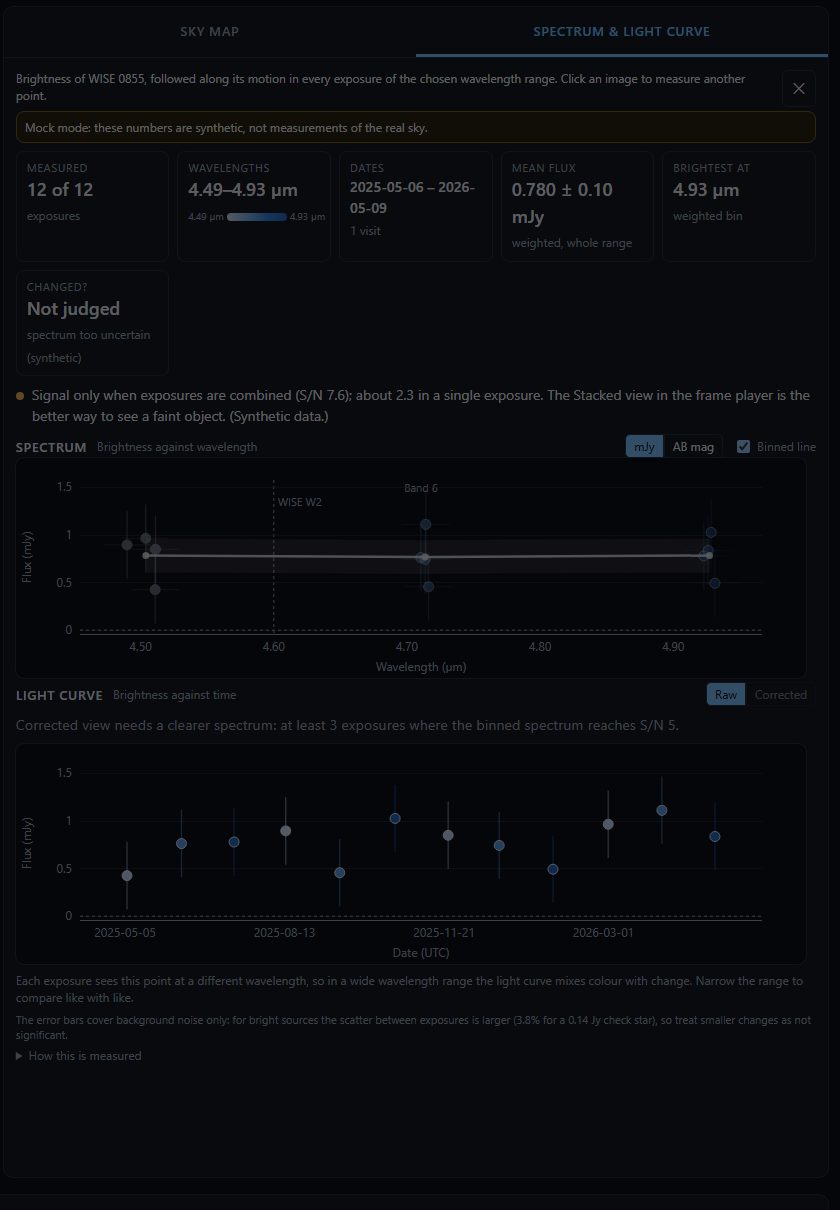 SKY MAP
SPECTRUM & LIGHT CURVE
Brightness of WISE 0855, followed along its motion in every exposure of the chosen wavelength range. Click an image to measure another
point.
Mock mode: these numbers are synthetic, not measurements of the real sky.
MEASURED
12 of 12
exposures
WAVELENGTHS
4.49–4.93 µm
4.49 µm 4.93 µm
DATES
2025-05-06 – 2026-
05-09
1 visit
MEAN FLUX
0.780 ± 0.10
mJy
weighted, whole range
BRIGHTEST AT
4.93 µm
weighted bin
CHANGED?
Not judged
spectrum too uncertain
(synthetic)
Signal only when exposures are combined (S/N 7.6); about 2.3 in a single exposure. The Stacked view in the frame player is the
better way to see a faint object. (Synthetic data.)
SPECTRUM Brightness against wavelength
mJy AB mag Binned line
Band 6
WISE W2
1.5
1
0.5
0
Flux (mJy)
4.50 4.60 4.70 4.80 4.90
Wavelength (µm)
LIGHT CURVE Brightness against time
Raw Corrected
Corrected view needs a clearer spectrum: at least 3 exposures where the binned spectrum reaches S/N 5.
1.5
1
0.5
0
Flux (mJy)
2025-05-05 2025-08-13 2025-11-21 2026-03-01
Date (UTC)
Each exposure sees this point at a different wavelength, so in a wide wavelength range the light curve mixes colour with change. Narrow the range to
compare like with like.
The error bars cover background noise only: for bright sources the scatter between exposures is larger (3.8% for a 0.14 Jy check star), so treat smaller changes as not
significant.
How this is measured